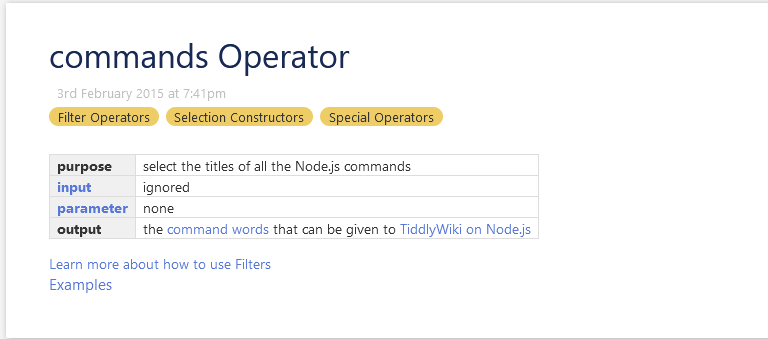 commands Operator
3rd February 2015 at 7:41pm
Filter Operators Selection Constructors Special Operators
purpose select the titles of all the Node.js commands
input ignored
parameter none
output the command words that can be given to TiddlyWiki on Node.js
Learn more about how to use Filters
Examples